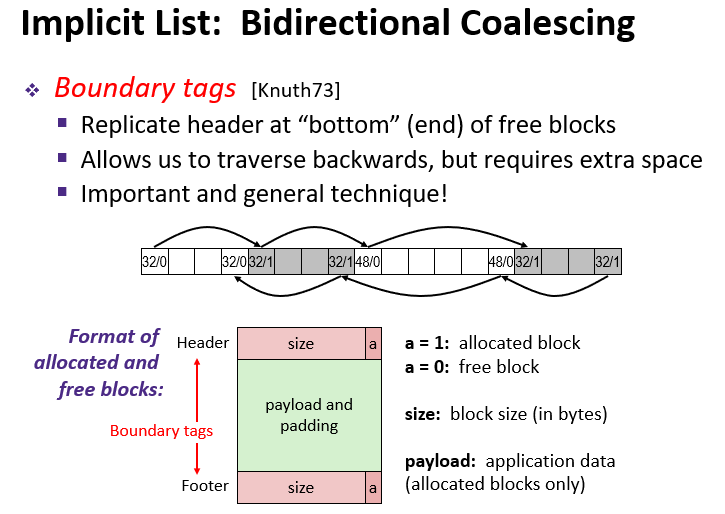 Implicit List: Bidirectional Coalescing
Boundary tags [Knuth73]
Replicate header at “bottom” (end) of free blocks
Allows us to traverse backwards, but requires extra space
Important and general technique!
32/0 32/0 32/1 32/1 48/0 48/0 32/1 32/1
Format of
allocated and
free blocks:
Header
size a
payload and
padding
Boundary tags
Footer
size a
a = 1: allocated block
a = 0: free block
size: block size (in bytes)
payload: application data
(allocated blocks only)